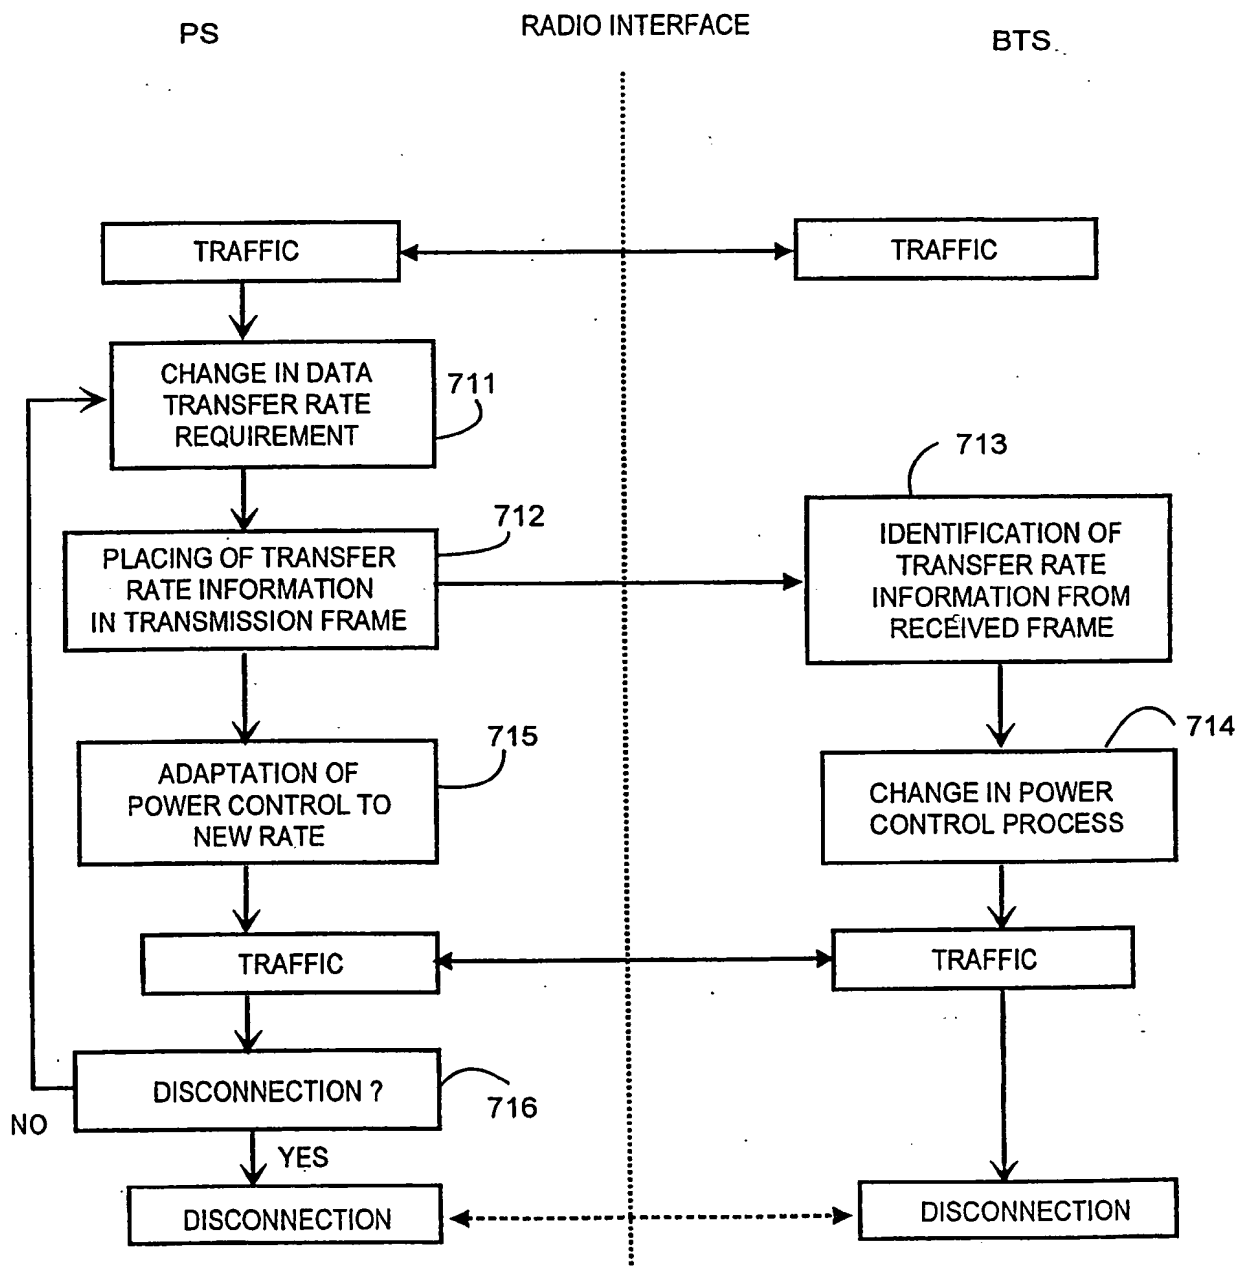 PS
RADIO INTERFACE
BTS
TRAFFIC
TRAFFIC
CHANGE IN DATA
TRANSFER RATE
REQUIREMENT
711
713
712
PLACING OF TRANSFER
RATE INFORMATION
IN TRANSMISSION FRAME
IDENTIFICATION OF
TRANSFER RATE
INFORMATION FROM
RECEIVED FRAME
715
714
ADAPTATION OF
POWER CONTROL TO
NEW RATE
CHANGE IN POWER
CONTROL PROCESS
TRAFFIC
TRAFFIC
DISCONNECTION ?
716
NO
YES
DISCONNECTION
DISCONNECTION